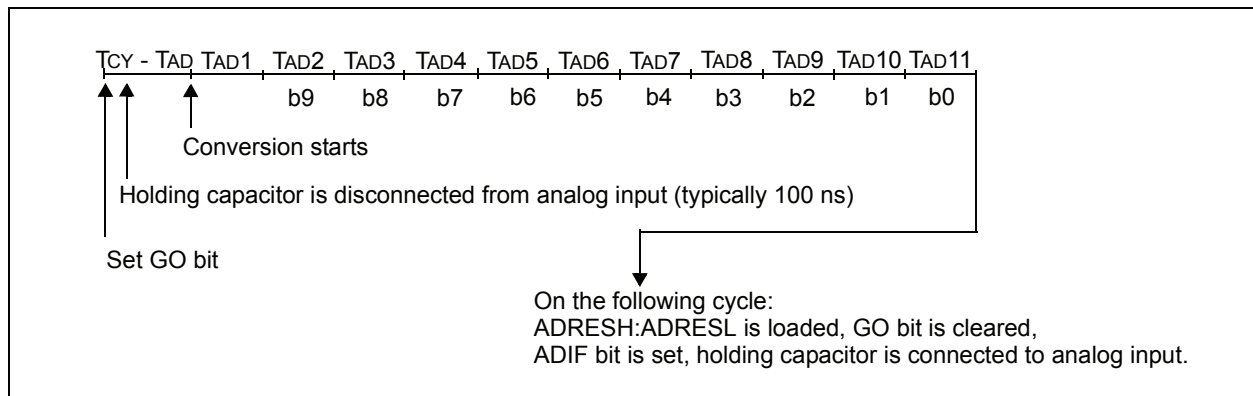 TCY - TAD TAD1 TAD2 TAD3 TAD4 TAD5 TAD6 TAD7 TAD8 TAD9 TAD10 TAD11
b9 b8 b7 b6 b5 b4 b3 b2 b1 b0
Conversion starts
Holding capacitor is disconnected from analog input (typically 100 ns)
Set GO bit
On the following cycle:
ADRESH:ADRESL is loaded, GO bit is cleared,
ADIF bit is set, holding capacitor is connected to analog input.